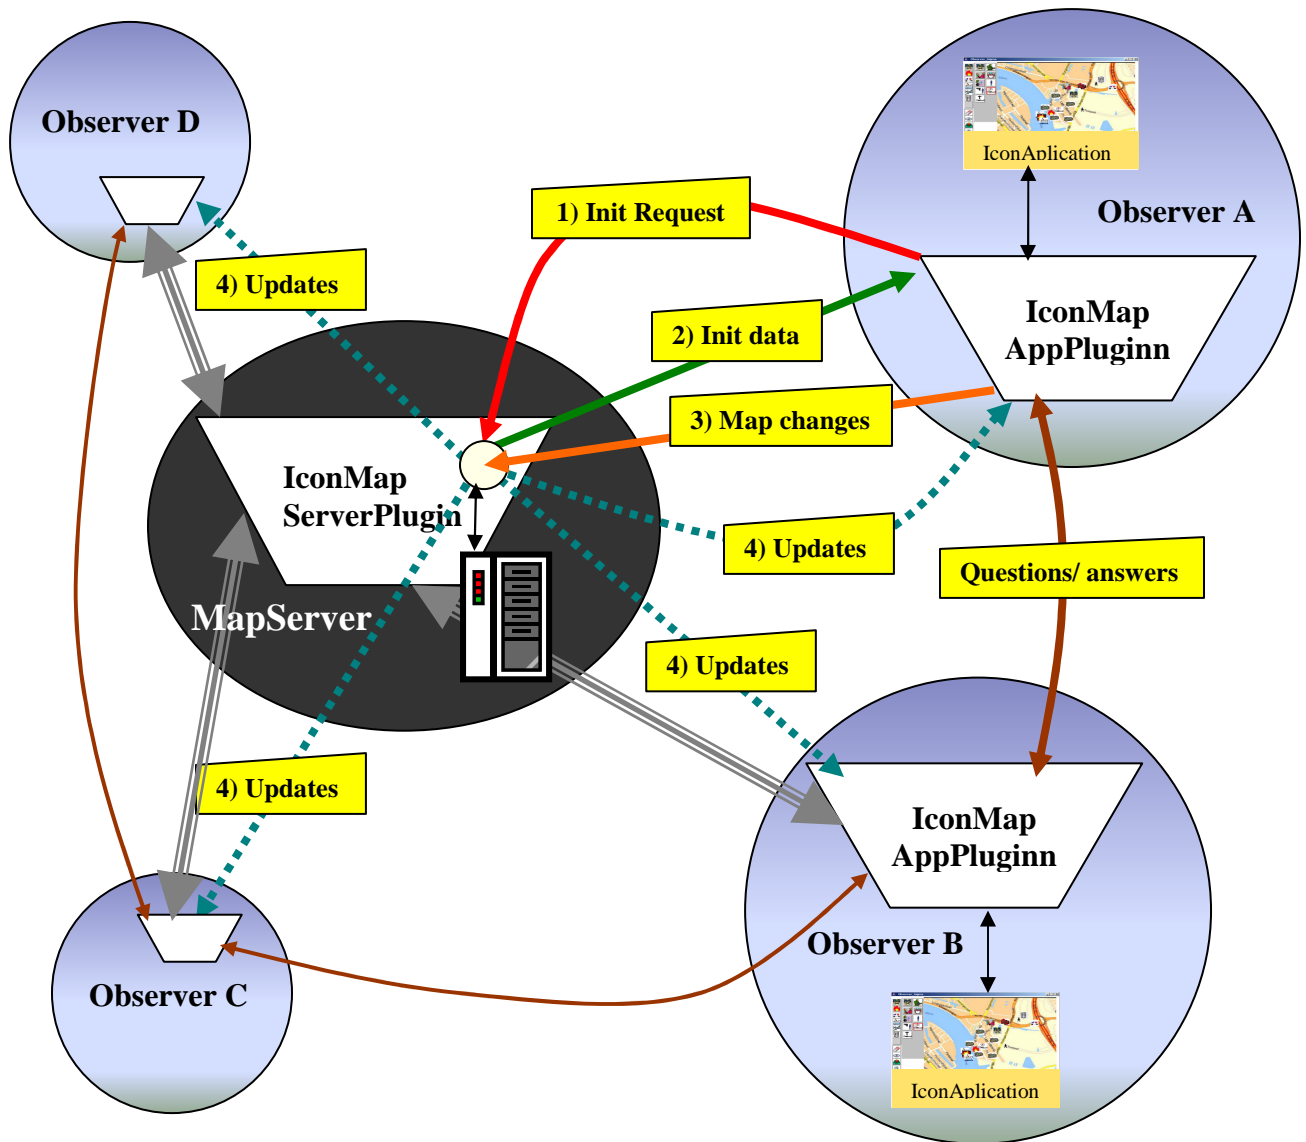 Observer D
IconAplication
Observer A
1) Init Request
4) Updates
2) Init data
IconMap
AppPluginn
3) Map changes
IconMap
ServerPlugin
4) Updates
Questions/ answers
MapServer
4) Updates
4) Updates
IconMap
AppPluginn
Observer B
Observer C
IconAplication